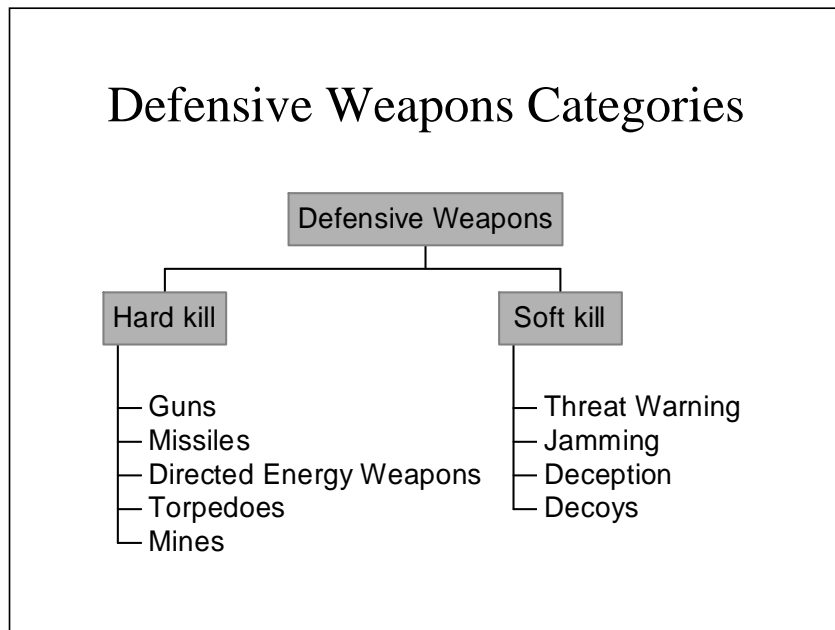 Defensive Weapons Categories
Defensive Weapons
Hard kill
Guns
Missiles
Directed Energy Weapons
Torpedoes
Mines
Soft kill
Threat Warning
Jamming
Deception
Decoys